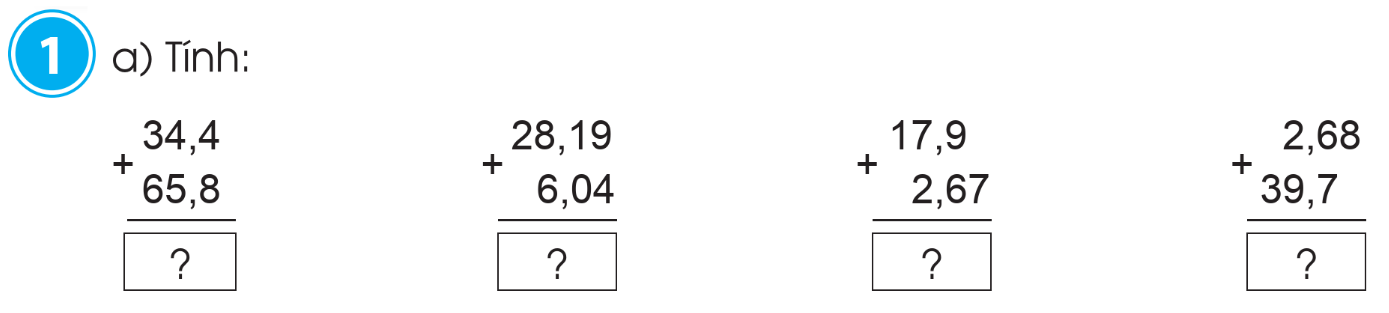 1 a) Tính:
34,4 28,19 17,9 2,68
+ + + +
65,8 6,04 2,67 39,7
? ? ? ?